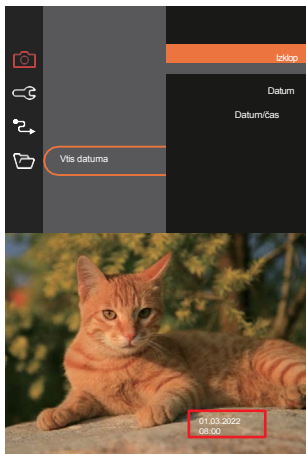 Izklop
Datum
Datum/čas
Vtis datuma
01.03.2022
08:00